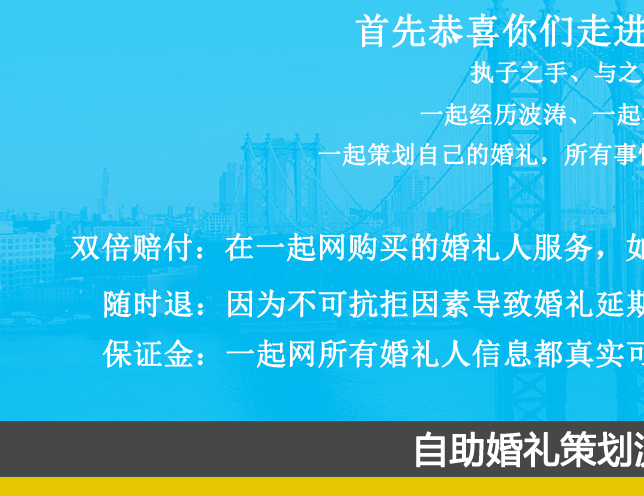 首先恭喜你们走进
执子之手、与之
一起经历波涛、一起
一起策划自己的婚礼，所有事
双倍赔付：在一起网购买的婚礼人服务，如
随时退：因为不可抗拒因素导致婚礼延期
保证金：一起网所有婚礼人信息都真实可
自助婚礼策划